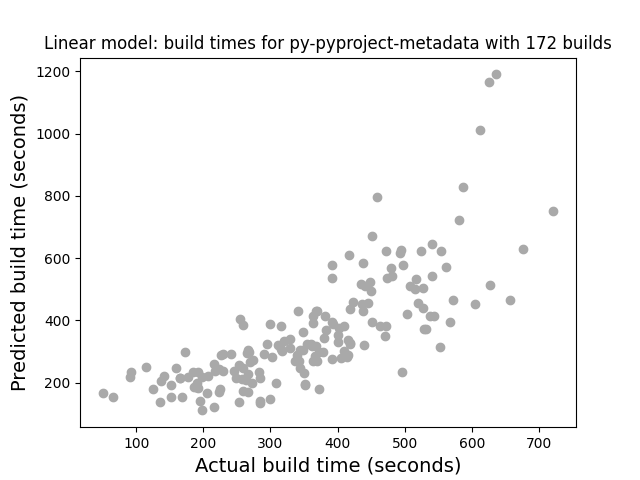 Linear model: build times for py-pyproject-metadata with 172 builds
Predicted build time (seconds)
1200
1000
800
600
400
200
100 200 300 400 500 600 700
Actual build time (seconds)